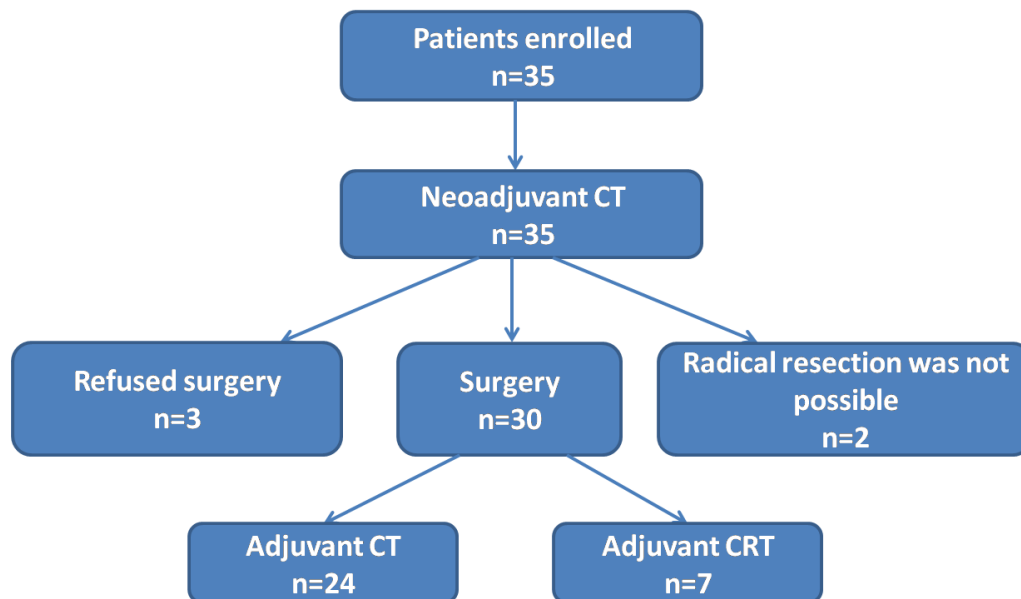 Patients enrolled
n=35
Neoadjuvant CT
n=35
Refused surgery
n=3
Surgery
n=30
Radical resection was not
possible
n=2
Adjuvant CT
n=24
Adjuvant CRT
n=7